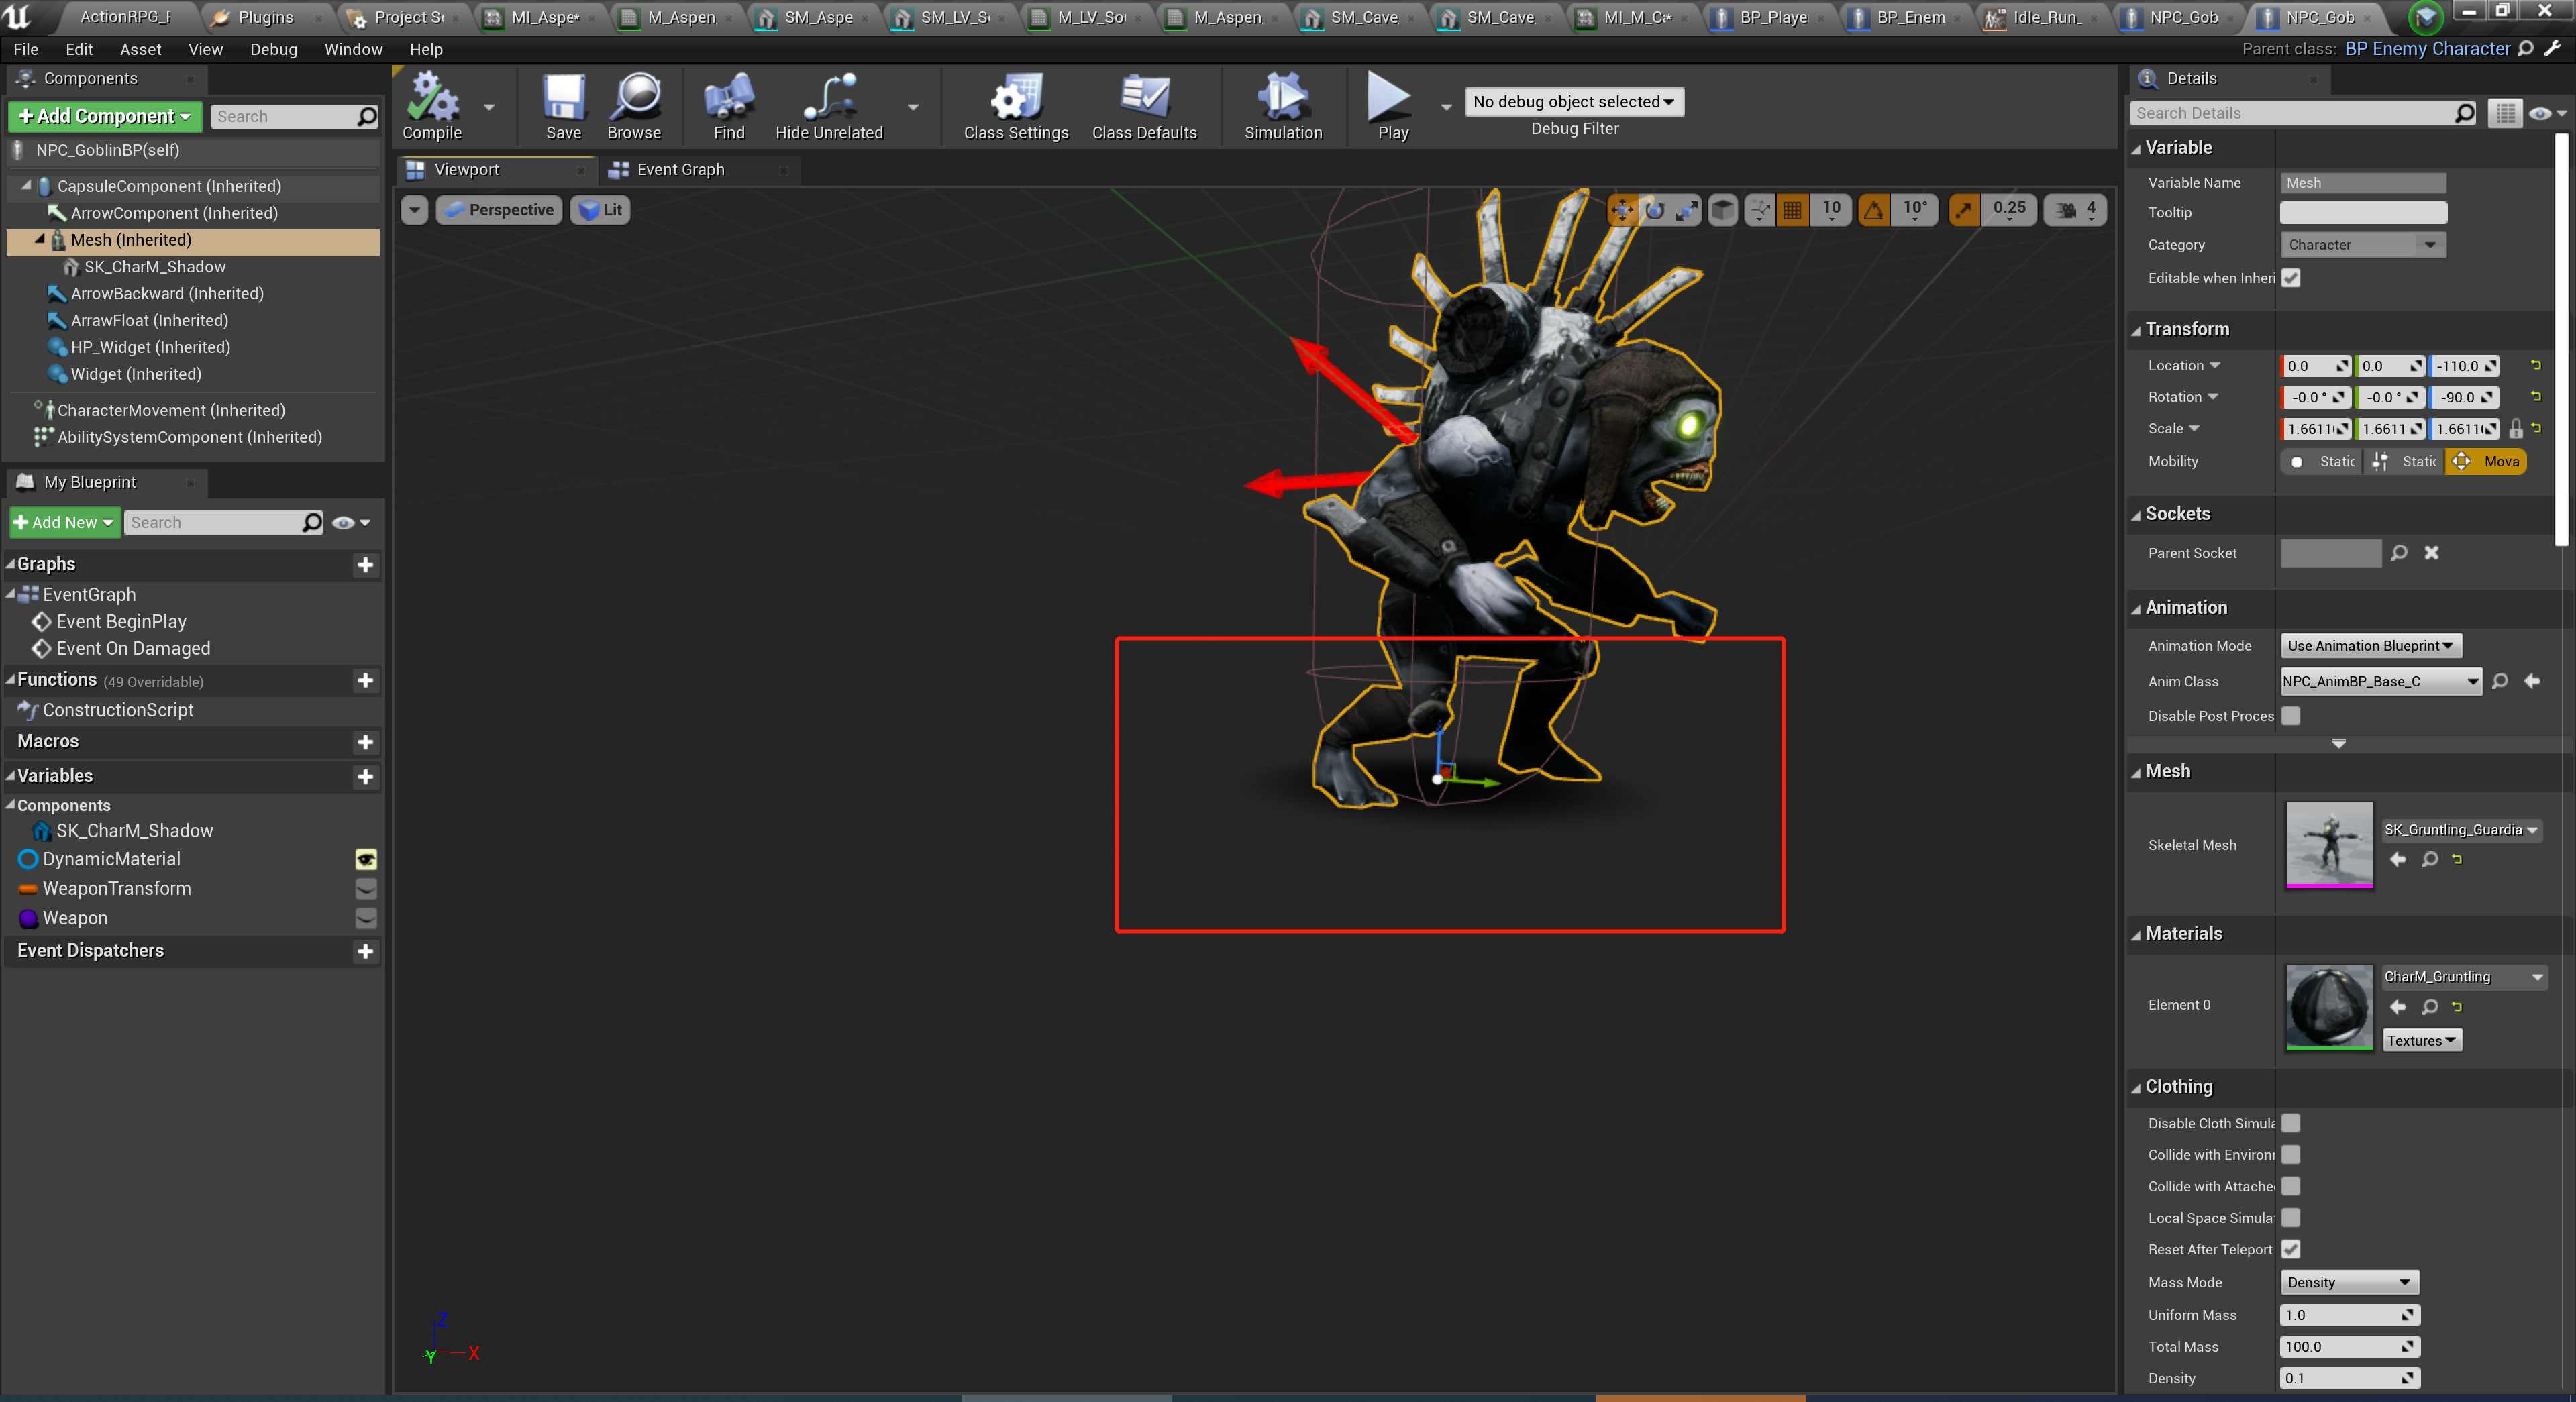 ActionRPG_F
Plugins
Project Se
MI_Aspe*
M_Aspen
SM_Aspe
SM_LV_S
M_LV_So
M_Aspen
SM_Cave
SM_Cave
MI_M_C*
BP_Playe
BP_Enem
Idle_Run_
NPC_Gob
NPC_Gob
File Edit Asset View Debug Window Help
Parent class: BP Enemy Character
Components
+Add Component
Search
NPC_GoblinBP(self)
CapsuleComponent (Inherited)
ArrowComponent (Inherited)
Mesh (Inherited)
SK_CharM_Shadow
ArrowBackward (Inherited)
ArrawFloat (Inherited)
HP_Widget (Inherited)
Widget (Inherited)
CharacterMovement (Inherited)
AbilitySystemComponent (Inherited)
My Blueprint
+Add New
Search
Graphs
EventGraph
Event BeginPlay
Event On Damaged
Functions (49 Overridable)
ConstructionScript
Macros
Variables
Components
SK_CharM_Shadow
DynamicMaterial
WeaponTransform
Weapon
Event Dispatchers
Compile
Save
Browse
Find
Hide Unrelated
Class Settings
Class Defaults
Simulation
Play
No debug object selected
Debug Filter
Viewport
Event Graph
Perspective
Lit
10
10°
0.25
4
Z
Y
X
Details
Search Details
Variable
Variable Name Mesh
Tooltip
Category Character
Editable when Inheri
Transform
Location 0.0 0.0 -110.0
Rotation -0.0 ° -0.0 ° -90.0
Scale 1.6611 1.6611 1.6611
Mobility Static Static Mova
Sockets
Parent Socket
Animation
Animation Mode Use Animation Blueprint
Anim Class NPC_AnimBP_Base_C
Disable Post Proces
Mesh
Skeletal Mesh SK_Gruntling_Guardia
Materials
Element 0 CharM_Gruntling
Textures
Clothing
Disable Cloth Simula
Collide with Environm
Collide with Attache
Local Space Simulat
Reset After Teleport
Mass Mode Density
Uniform Mass 1.0
Total Mass 100.0
Density 0.1